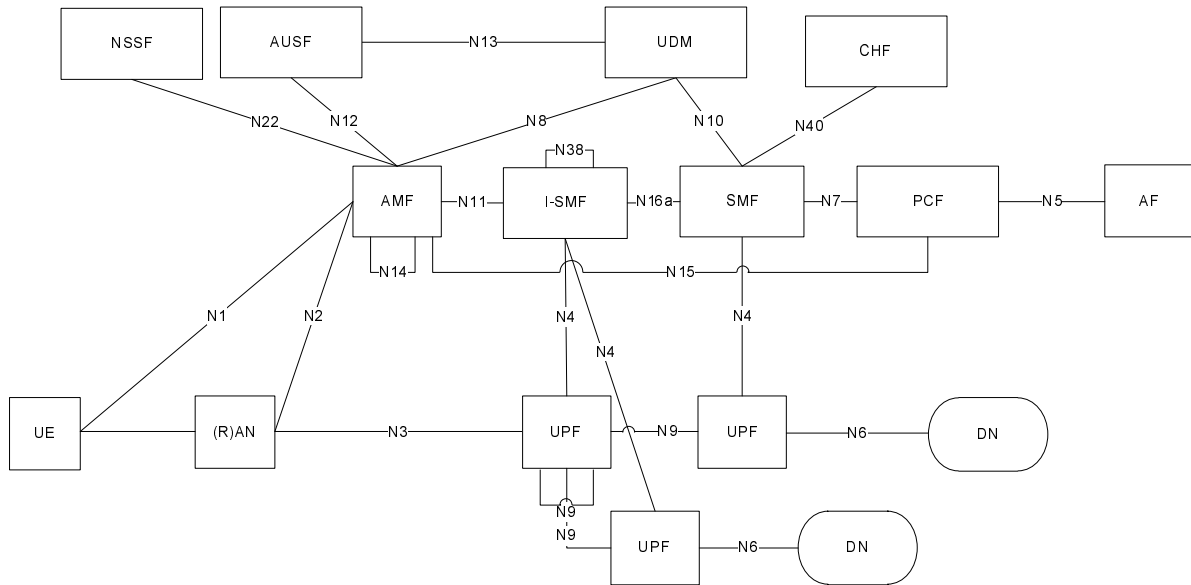 NSSF
AUSF
N13
UDM
CHF
N22
N12
N8
N10
N40
N38
AMF
N11
I-SMF
N16a
SMF
N7
PCF
N5
AF
N14
N15
N1
N2
N4
N4
N4
UE
(R)AN
N3
UPF
N9
UPF
N6
DN
N9
N9
UPF
N6
DN